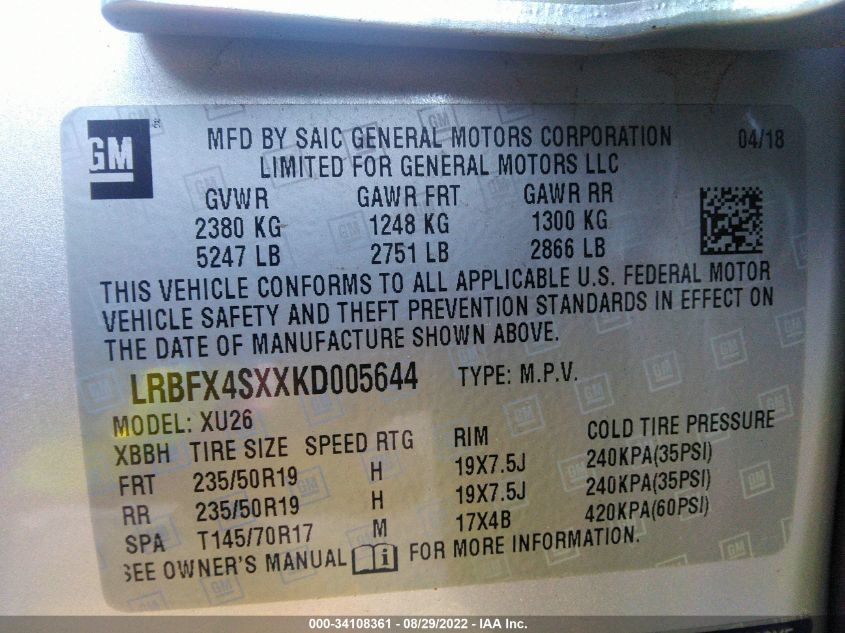 GM
MFD BY SAIC GENERAL MOTORS CORPORATION 04/18
LIMITED FOR GENERAL MOTORS LLC
GVWR GAWR FRT GAWR RR
2380 KG 1248 KG 1300 KG
5247 LB 2751 LB 2866 LB
THIS VEHICLE CONFORMS TO ALL APPLICABLE U.S. FEDERAL MOTOR
VEHICLE SAFETY AND THEFT PREVENTION STANDARDS IN EFFECT ON
THE DATE OF MANUFACTURE SHOWN ABOVE.
LRBFX4SXXKD005644 TYPE: M.P.V.
MODEL: XU26
XBBH TIRE SIZE SPEED RTG RIM COLD TIRE PRESSURE
FRT 235/50R19 H 19X7.5J 240KPA(35PSI)
RR 235/50R19 H 19X7.5J 240KPA(35PSI)
SPA T145/70R17 M 17X4B 420KPA(60PSI)
SEE OWNER'S MANUAL FOR MORE INFORMATION.
000-34108361 - 08/29/2022 - IAA Inc.